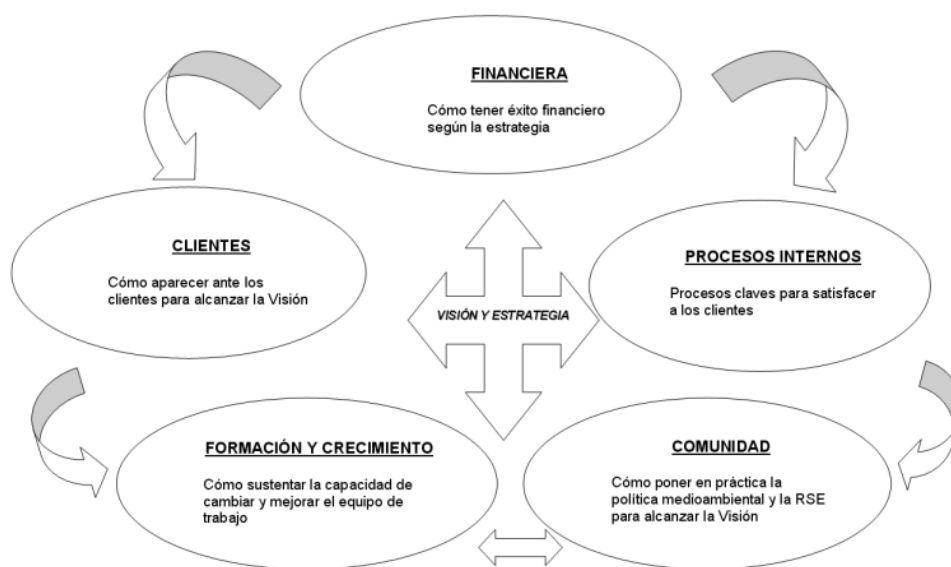 FINANCIERA
Cómo tener éxito financiero
según la estrategia
CLIENTES
Cómo aparecer ante los
clientes para alcanzar la Visión
PROCESOS INTERNOS
Procesos claves para satisfacer
a los clientes
VISIÓN Y ESTRATEGIA
FORMACIÓN Y CRECIMIENTO
Cómo sustentar la capacidad de
cambiar y mejorar el equipo de
trabajo
COMUNIDAD
Cómo poner en práctica la
política medioambiental y la RSE
para alcanzar la Visión